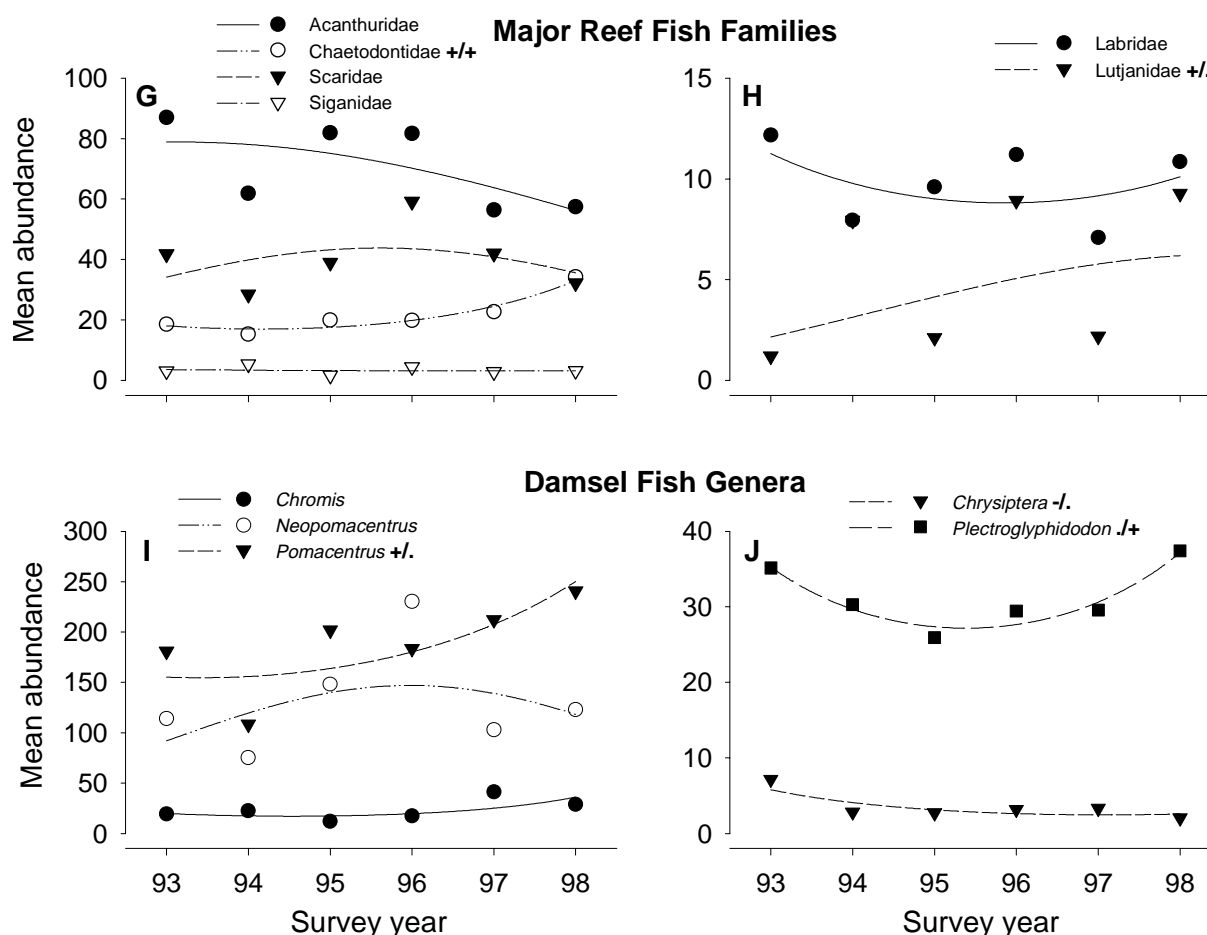 Major Reef Fish Families
Acanthuridae
Chaetodontidae +/+
Scaridae
Siganidae
G
Mean abundance
100
80
60
40
20
0
Labridae
Lutjanidae +/.
H
15
10
5
0
Damsel Fish Genera
Chromis
Neopomacentrus
Pomacentrus +/.
I
Mean abundance
300
250
200
150
100
50
0
93 94 95 96 97 98
Survey year
Chrysiptera -/.
Plectroglyphidodon ./+
J
40
30
20
10
0
93 94 95 96 97 98
Survey year